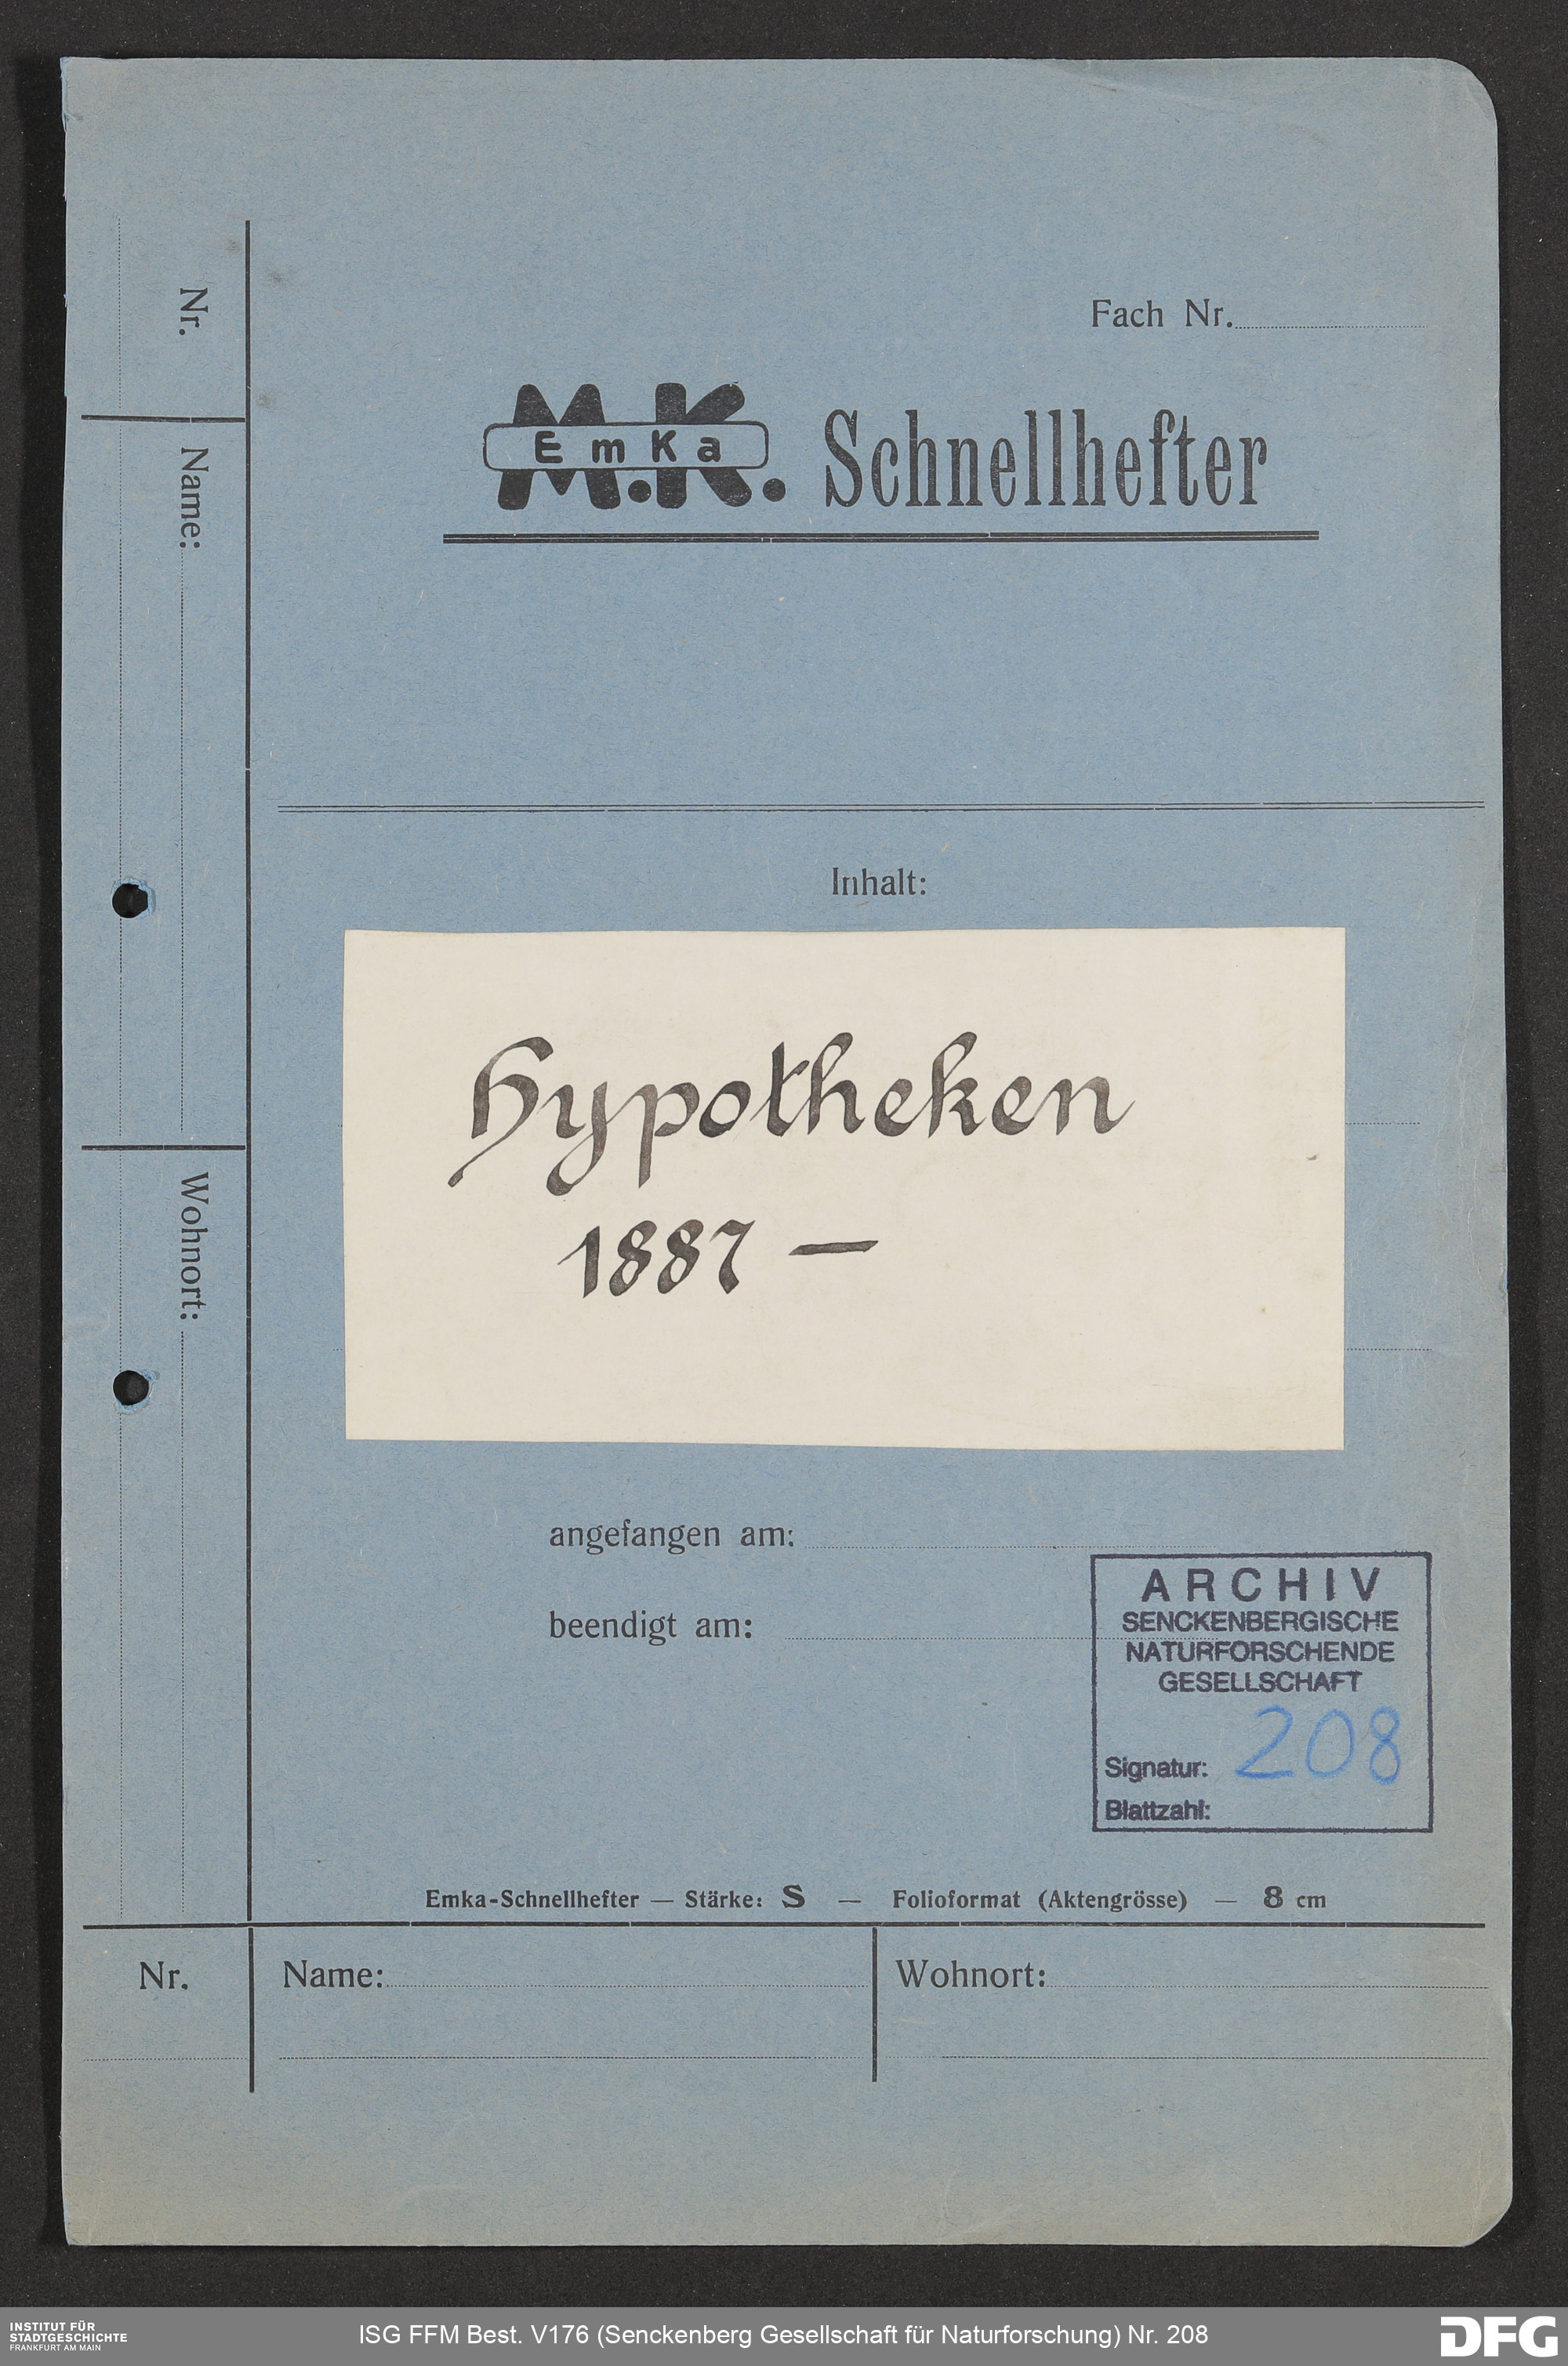 Fach Nr.
M.K.
EmKa
Schnellhefter
Nr.
Name:
Wohnort:
Inhalt:
Hypotheken
1887 —
angefangen am:
beendigt am:
ARCHIV
SENCKENBERGISCHE
NATURFORSCHENDE
GESELLSCHAFT
Signatur: 208
Blattzahl:
Emka-Schnellhefter — Stärke: S — Folioformat (Aktengrösse) — 8 cm
Nr.
Name:
Wohnort:
INSTITUT FÜR
STADTGESCHICHTE
FRANKFURT AM MAIN
ISG FFM Best. V176 (Senckenberg Gesellschaft für Naturforschung) Nr. 208
DFG